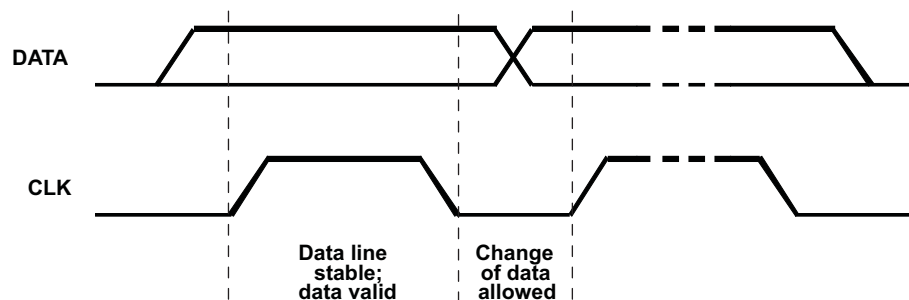 DATA
CLK
Data line
stable;
data valid
Change
of data
allowed